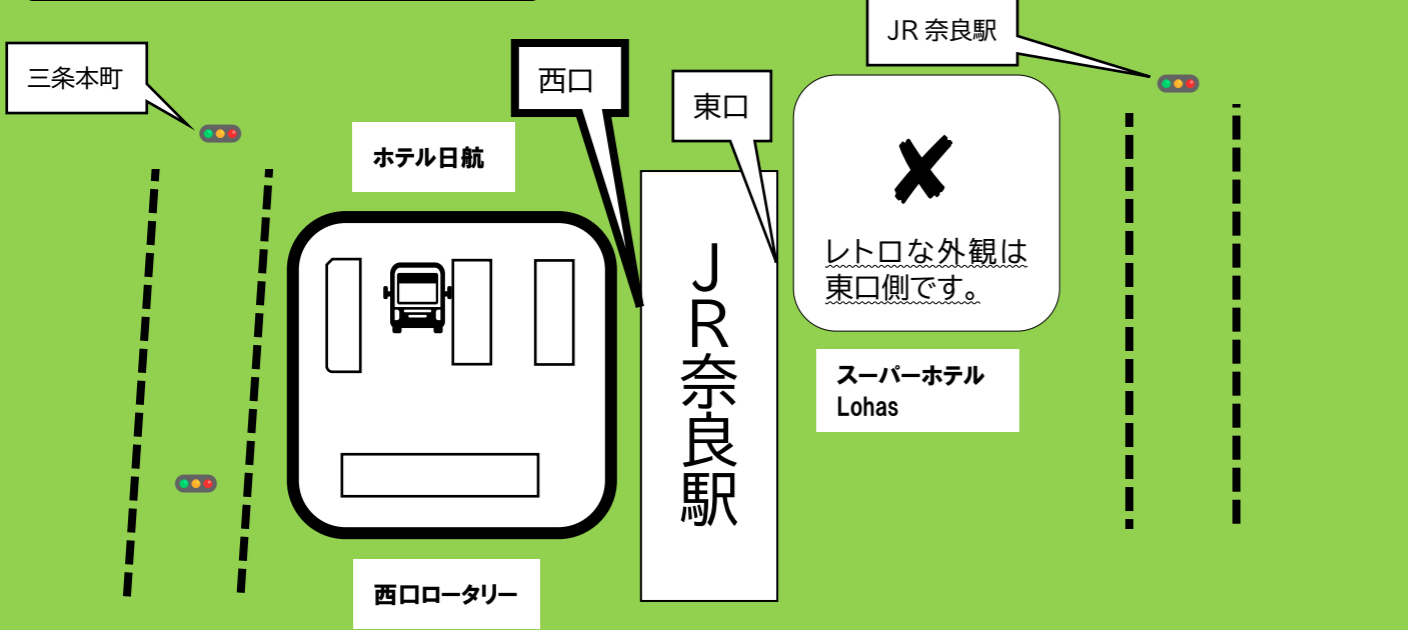 JR 奈良駅
三条本町
西口
東口
ホテル日航
レトロな外観は
東口側です。
JR奈良駅
スーパーホテル
Lohas
西口ロータリー